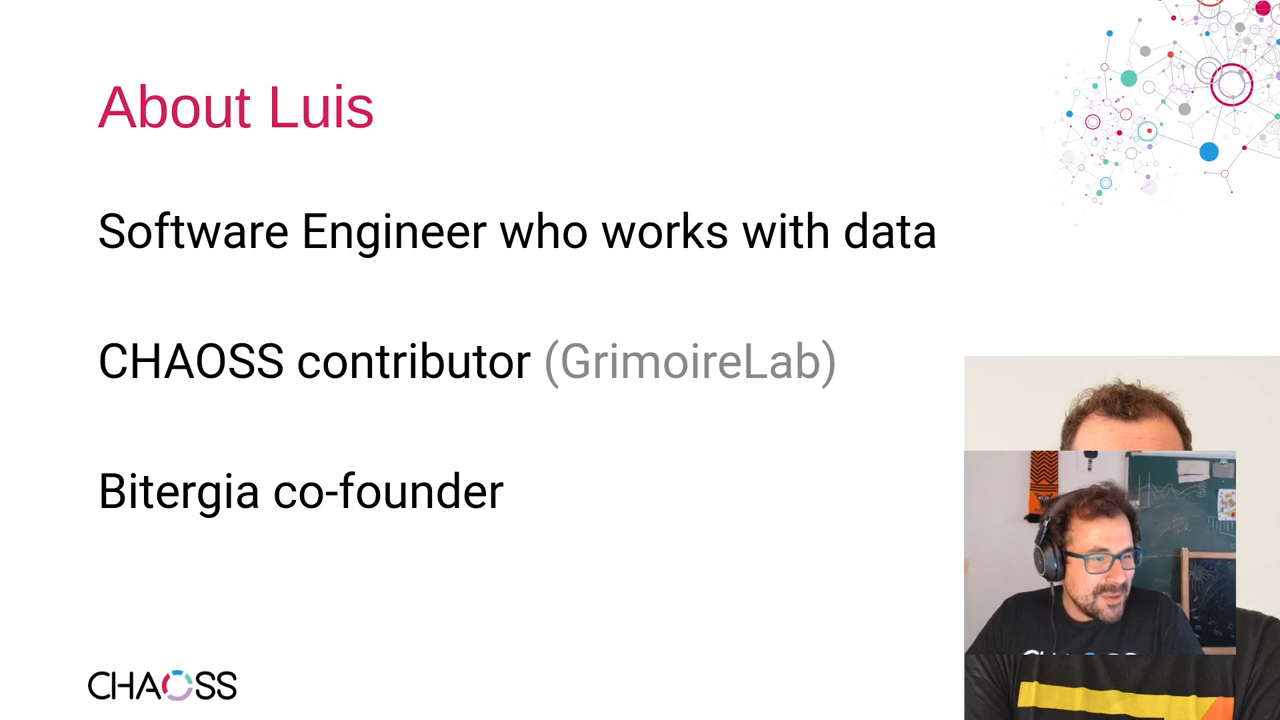 About Luis
Software Engineer who works with data
CHAOSS contributor (GrimoireLab)
Bitergia co-founder
CHAOSS